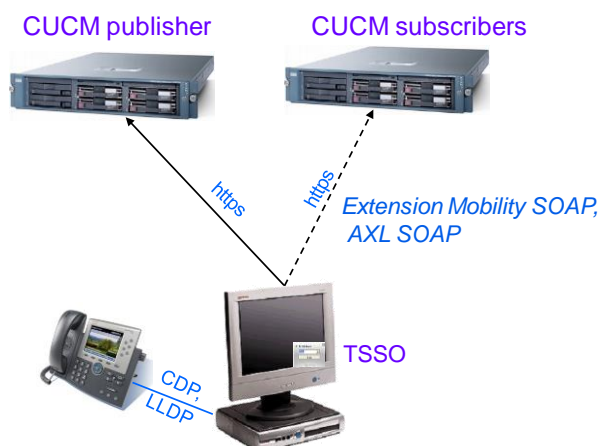 CUCM publisher
CUCM subscribers
https
https
Extension Mobility SOAP,
AXL SOAP
TSSO
CDP,
LLDP